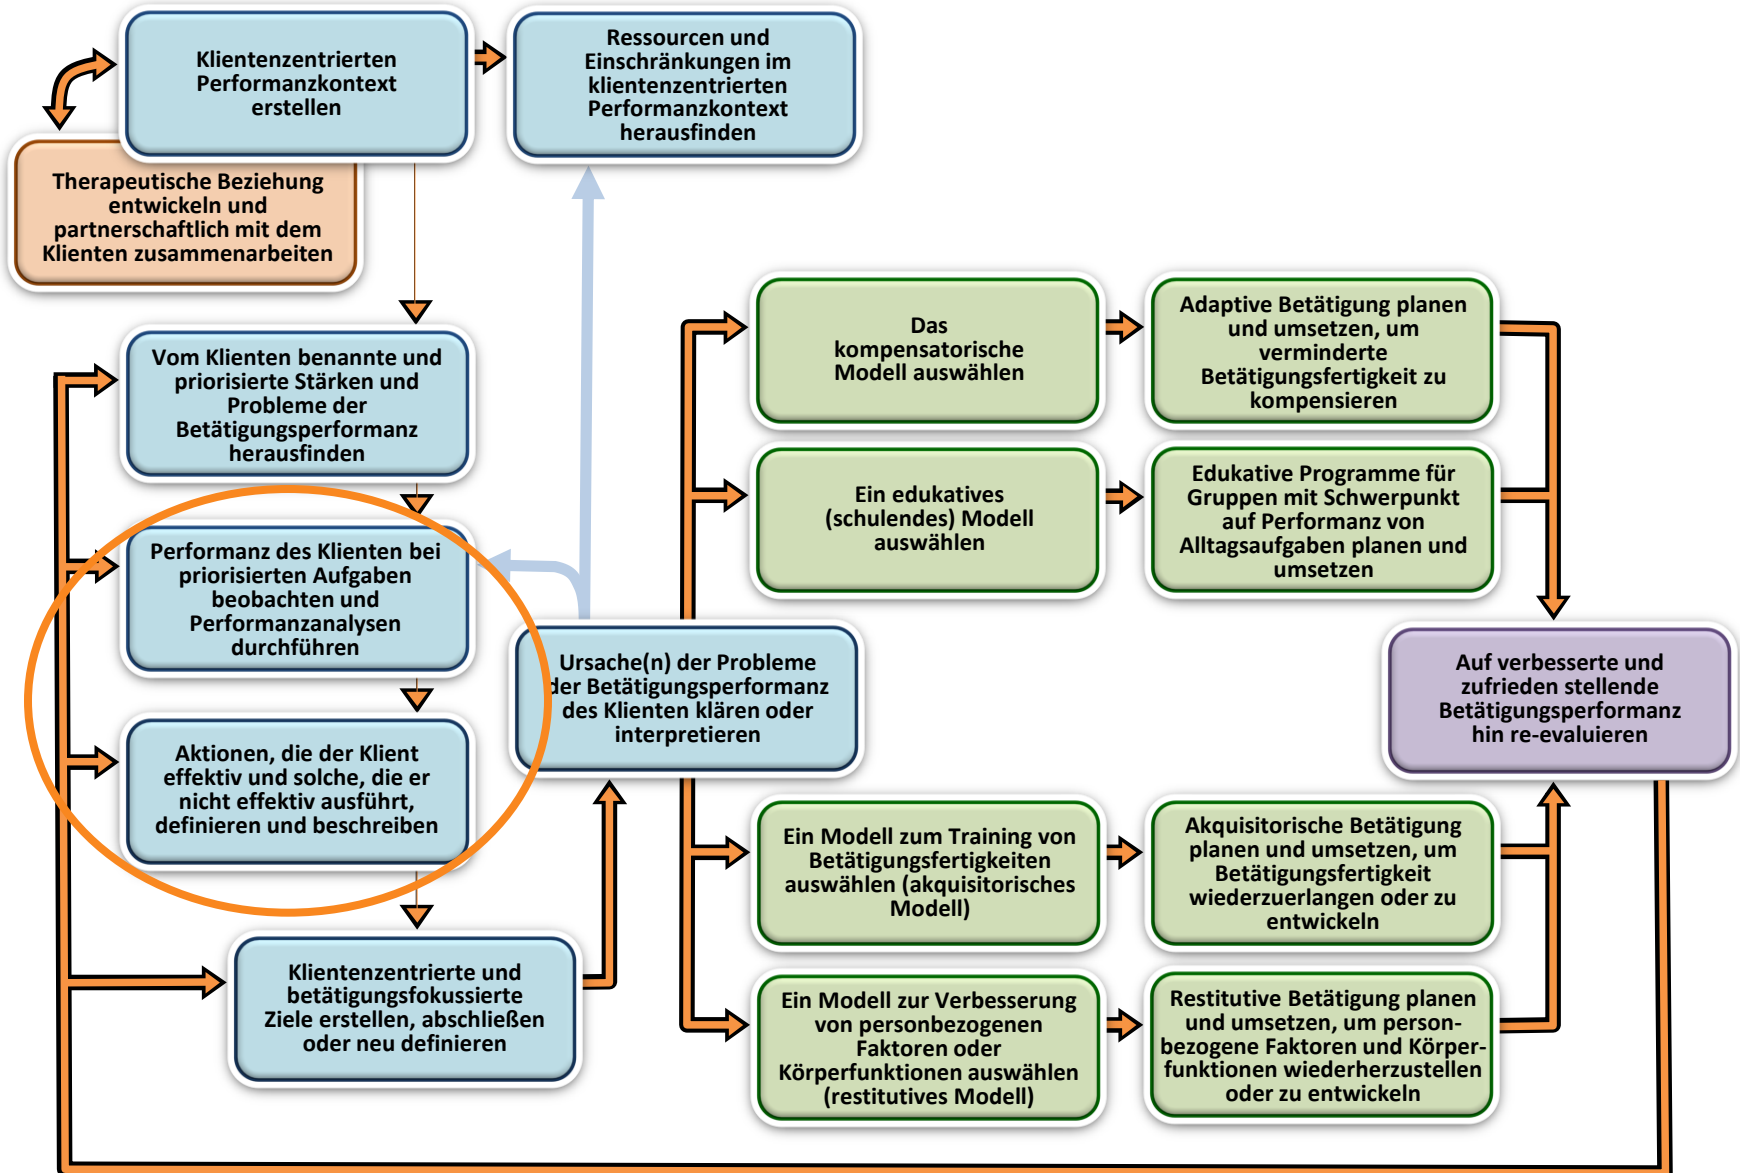 Klientenzentrierten
Performanzkontext
erstellen
Ressourcen und
Einschränkungen im
klientenzentrierten
Performanzkontext
herausfinden
Therapeutische Beziehung
entwickeln und
partnerschaftlich mit dem
Klienten zusammenarbeiten
Vom Klienten benannte und
priorisierte Stärken und
Probleme der
Betätigungsperformanz
herausfinden
Performanz des Klienten bei
priorisierten Aufgaben
beobachten und
Performanzanalysen
durchführen
Aktionen, die der Klient
effektiv und solche, die er
nicht effektiv ausführt,
definieren und beschreiben
Klientenzentrierte und
betätigungsfokussierte
Ziele erstellen, abschließen
oder neu definieren
Ursache(n) der Probleme
der Betätigungsperformanz
des Klienten klären oder
interpretieren
Das
kompensatorische
Modell auswählen
Adaptive Betätigung planen
und umsetzen, um
verminderte
Betätigungsfertigkeit zu
kompensieren
Ein edukatives
(schulendes) Modell
auswählen
Edukative Programme für
Gruppen mit Schwerpunkt
auf Performanz von
Alltagsaufgaben planen und
umsetzen
Ein Modell zum Training von
Betätigungsfertigkeiten
auswählen (akquisitorisches
Modell)
Akquisitorische Betätigung
planen und umsetzen, um
Betätigungsfertigkeit
wiederzuerlangen oder zu
entwickeln
Ein Modell zur Verbesserung
von personbezogenen
Faktoren oder
Körperfunktionen auswählen
(restitutives Modell)
Restitutive Betätigung planen
und umsetzen, um person-
bezogene Faktoren und Körper-
funktionen wiederherzustellen
oder zu entwickeln
Auf verbesserte und
zufrieden stellende
Betätigungsperformanz
hin re-evaluieren